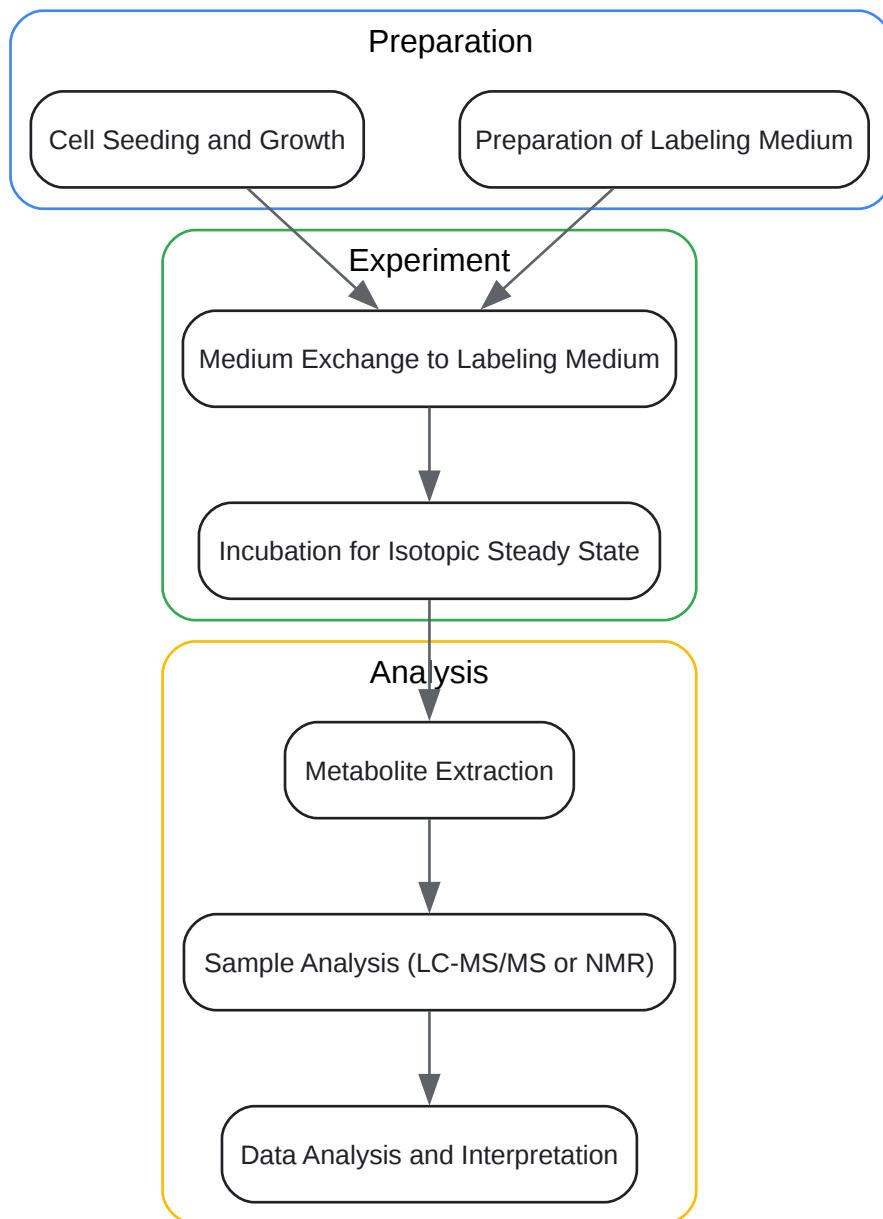 Preparation
Cell Seeding and Growth
Preparation of Labeling Medium
Experiment
Medium Exchange to Labeling Medium
Incubation for Isotopic Steady State
Analysis
Metabolite Extraction
Sample Analysis (LC-MS/MS or NMR)
Data Analysis and Interpretation